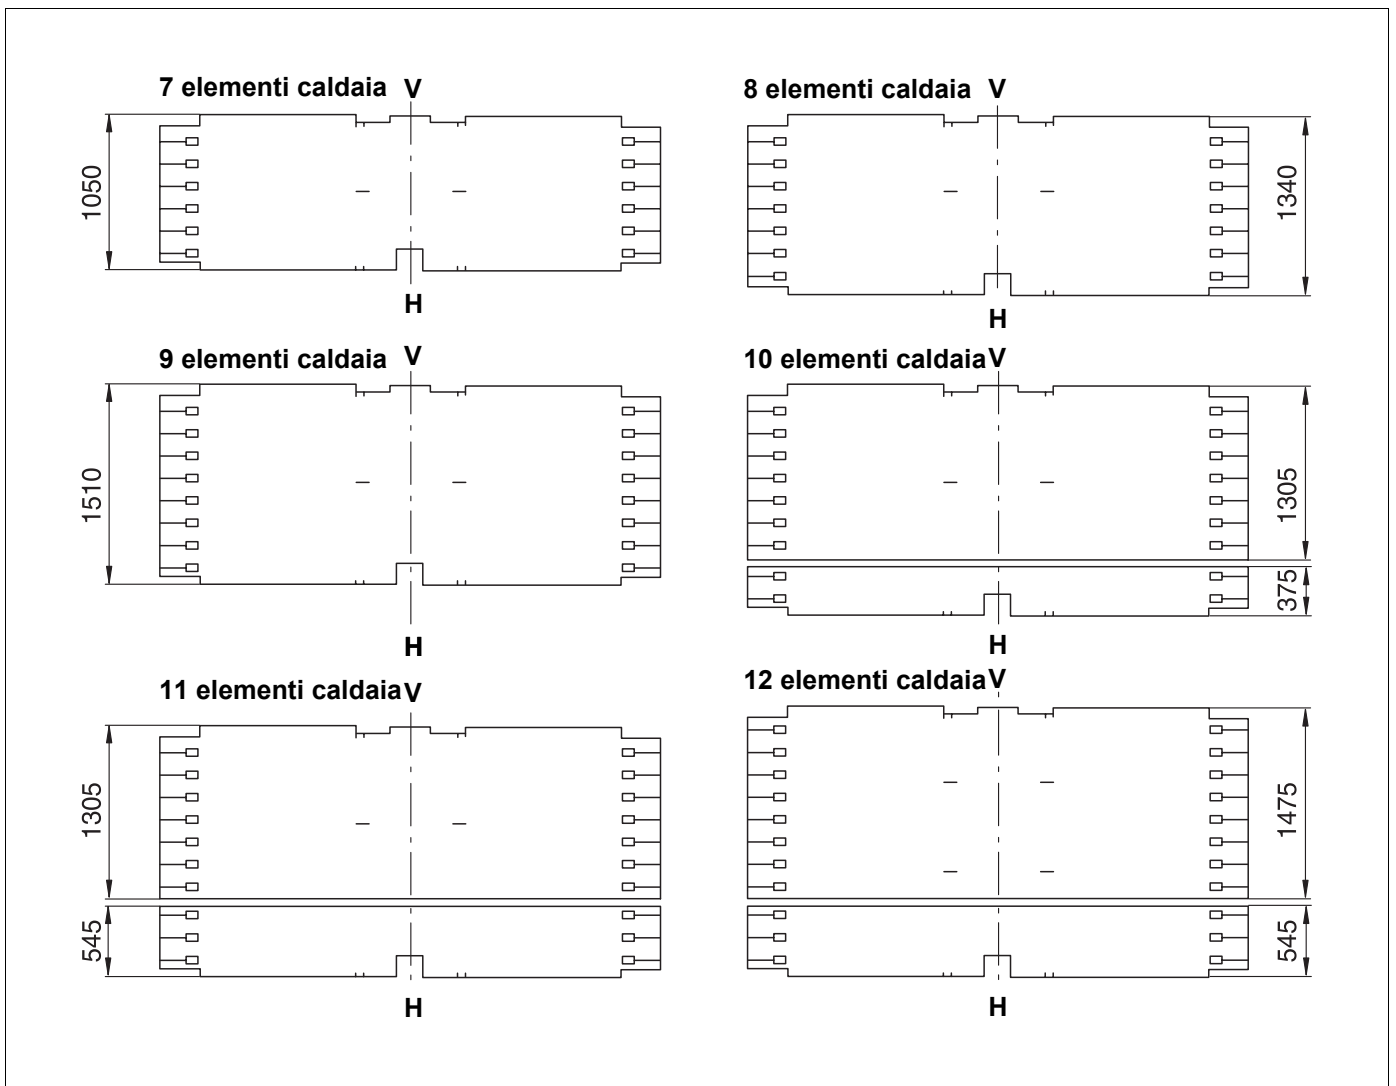 7 elementi caldaia V
1050
H
8 elementi caldaia V
1340
H
9 elementi caldaia V
1510
H
10 elementi caldaia V
1305
375
H
11 elementi caldaia V
1305
545
H
12 elementi caldaia V
1475
545
H